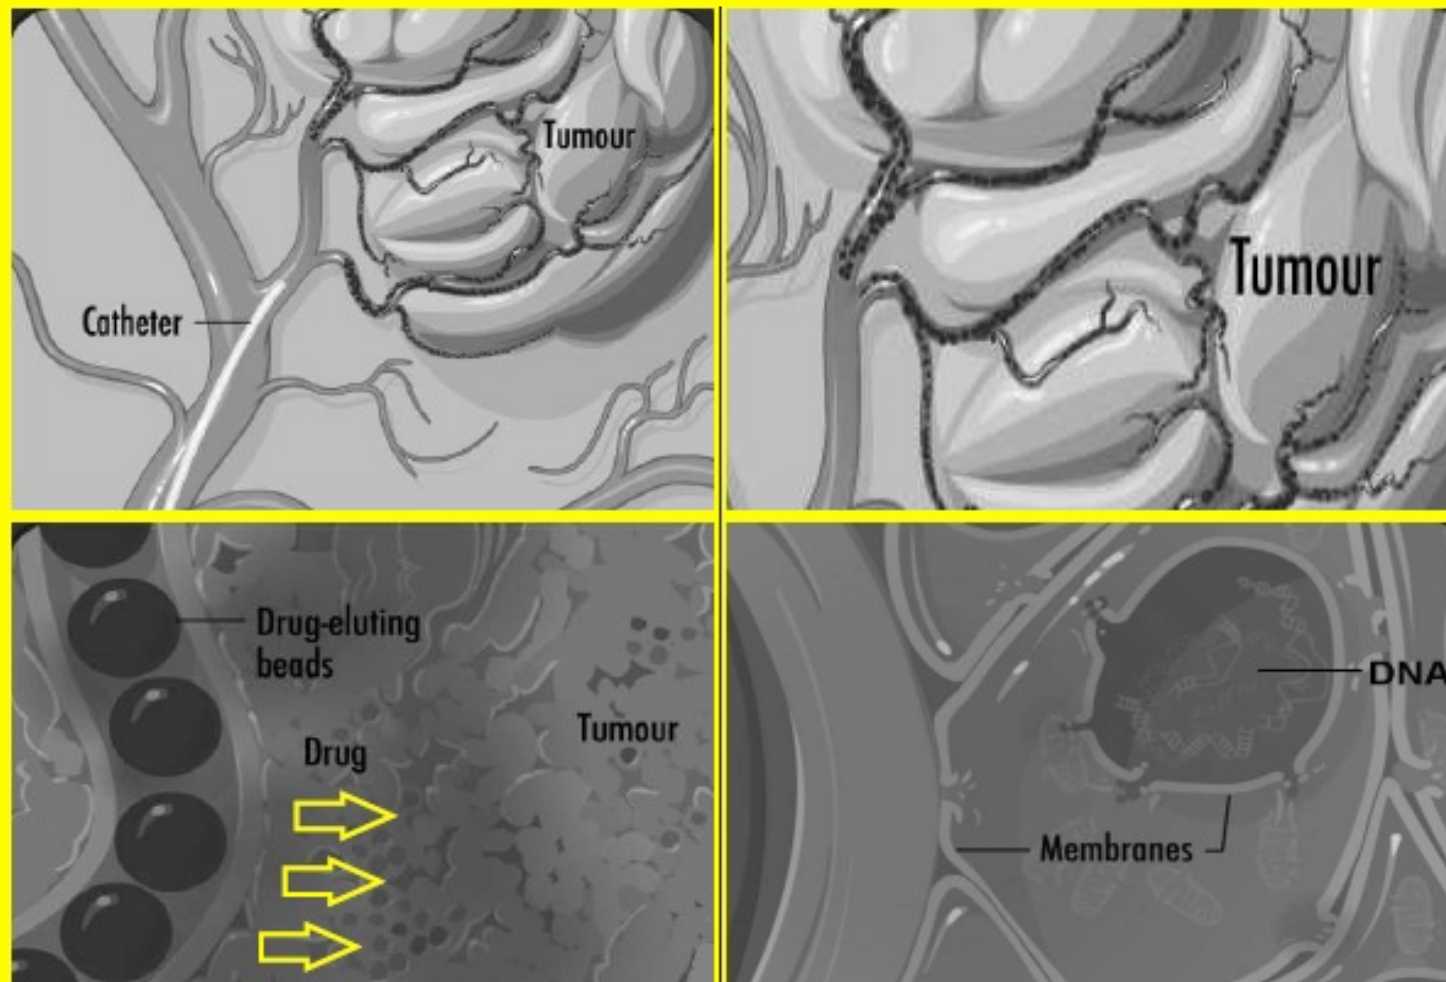 Tumour
Catheter
Tumour
Drug-eluting
beads
Tumour
Drug
DNA
Membranes